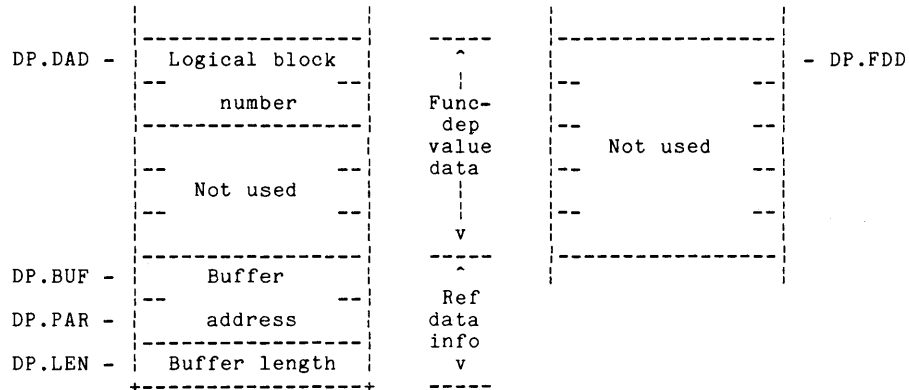 DP.DAD - Logical block - DP.FDD
number Func-
dep
value Not used
data
Not used
v
DP.BUF - Buffer
Ref
DP.PAR - address data
info
DP.LEN - Buffer length v